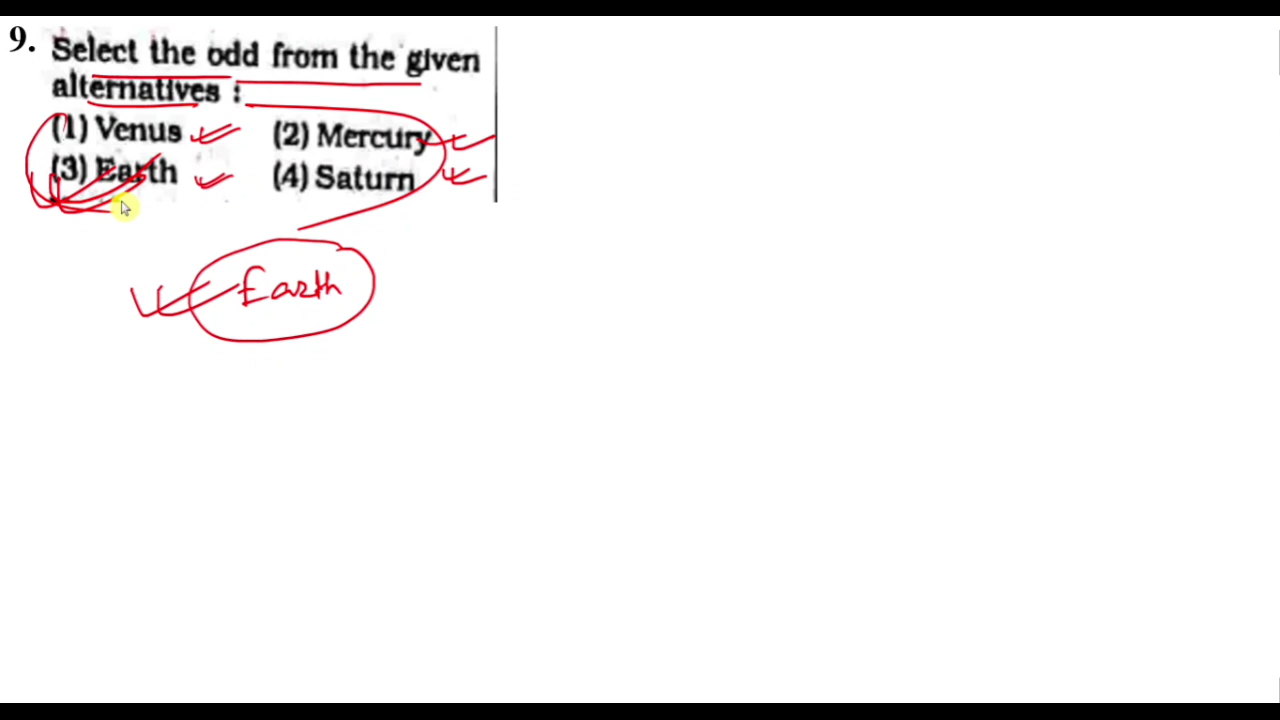 9. Select the odd from the given
alternatives :
(1) Venus (2) Mercury
(3) Earth (4) Saturn
Earth